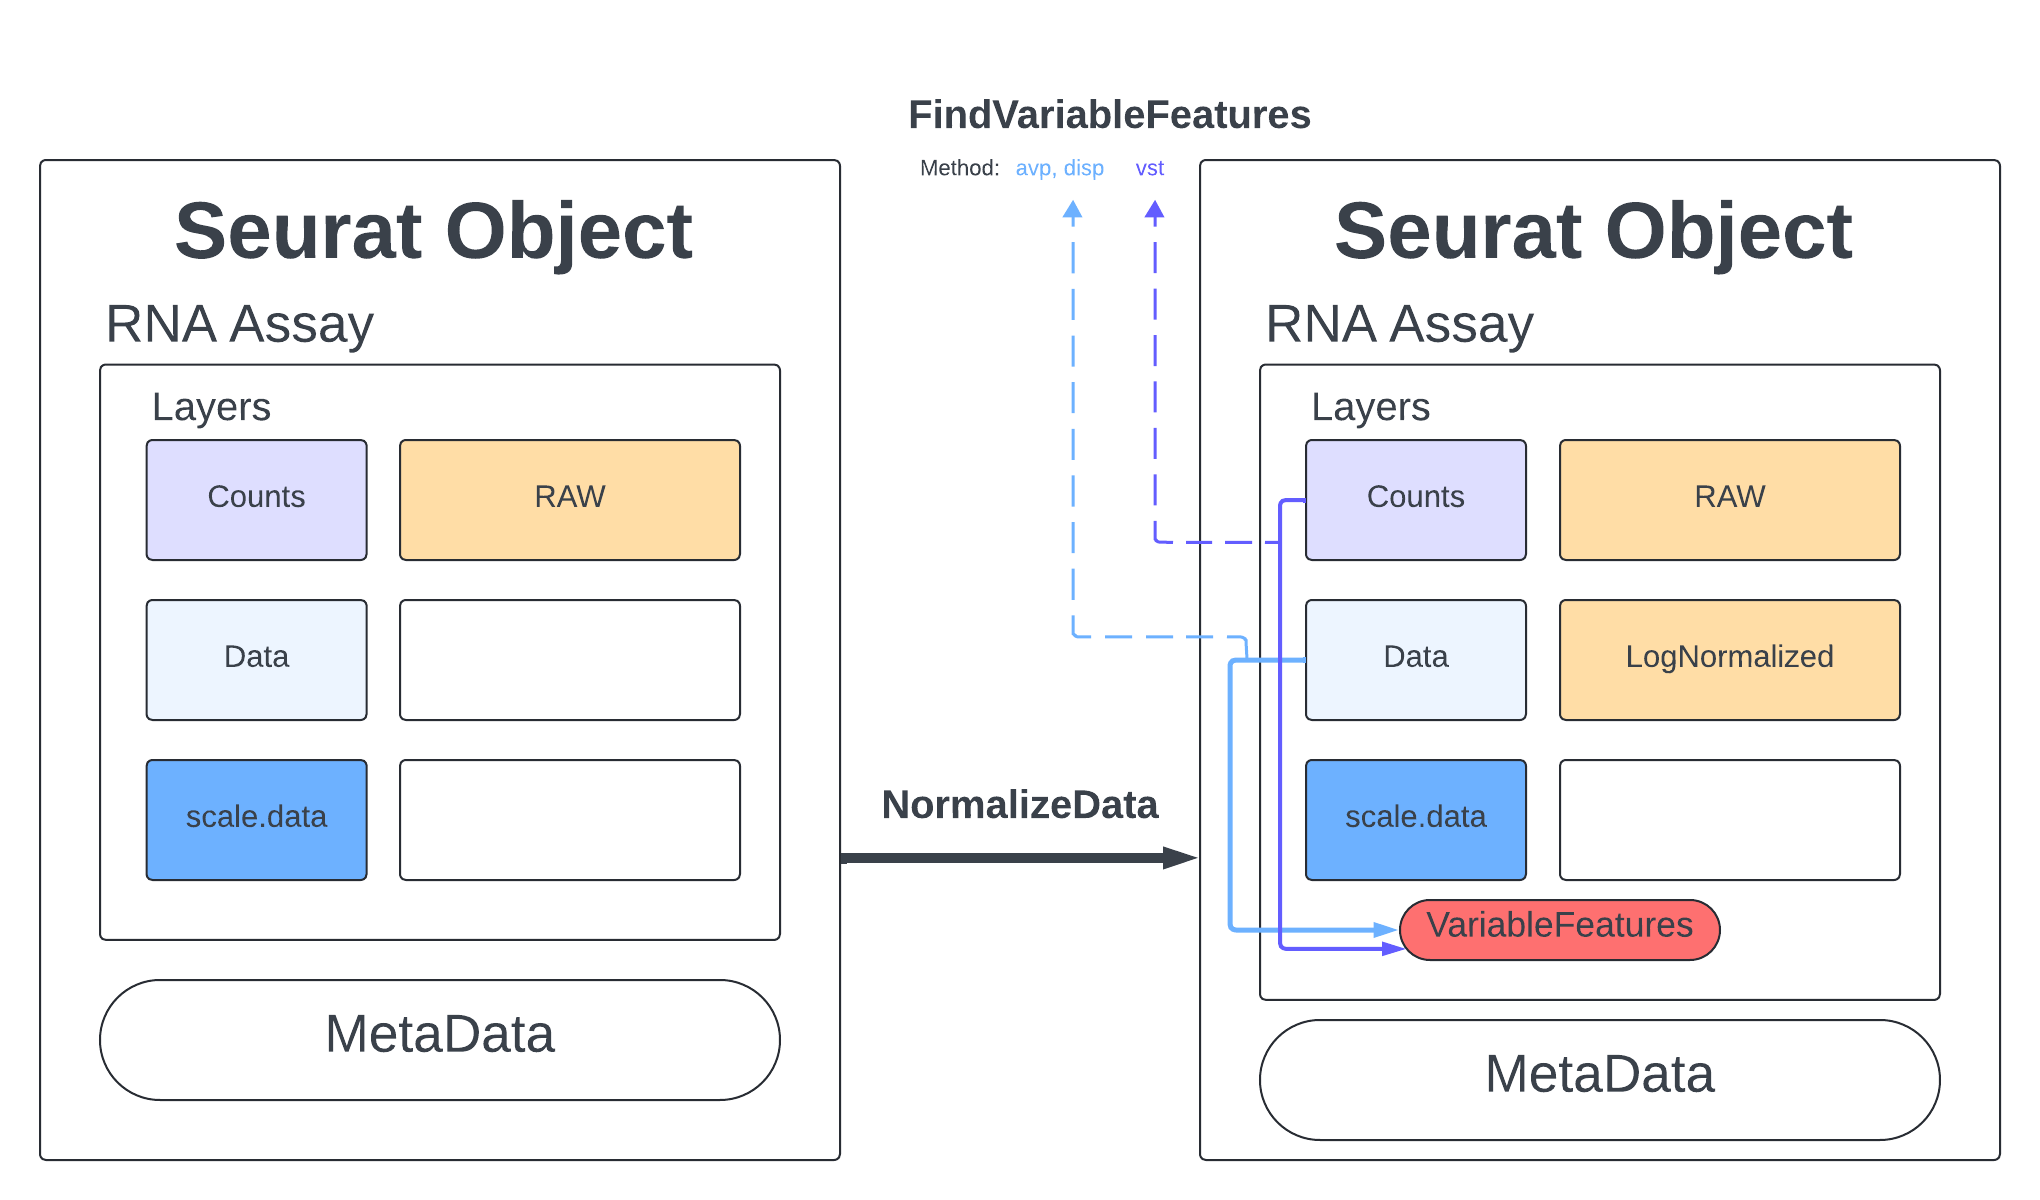 FindVariableFeatures
Method: avp, disp vst
Seurat Object
RNA Assay
Layers
Counts RAW
Data
scale.data
MetaData
NormalizeData
Seurat Object
RNA Assay
Layers
Counts RAW
Data LogNormalized
scale.data
VariableFeatures
MetaData